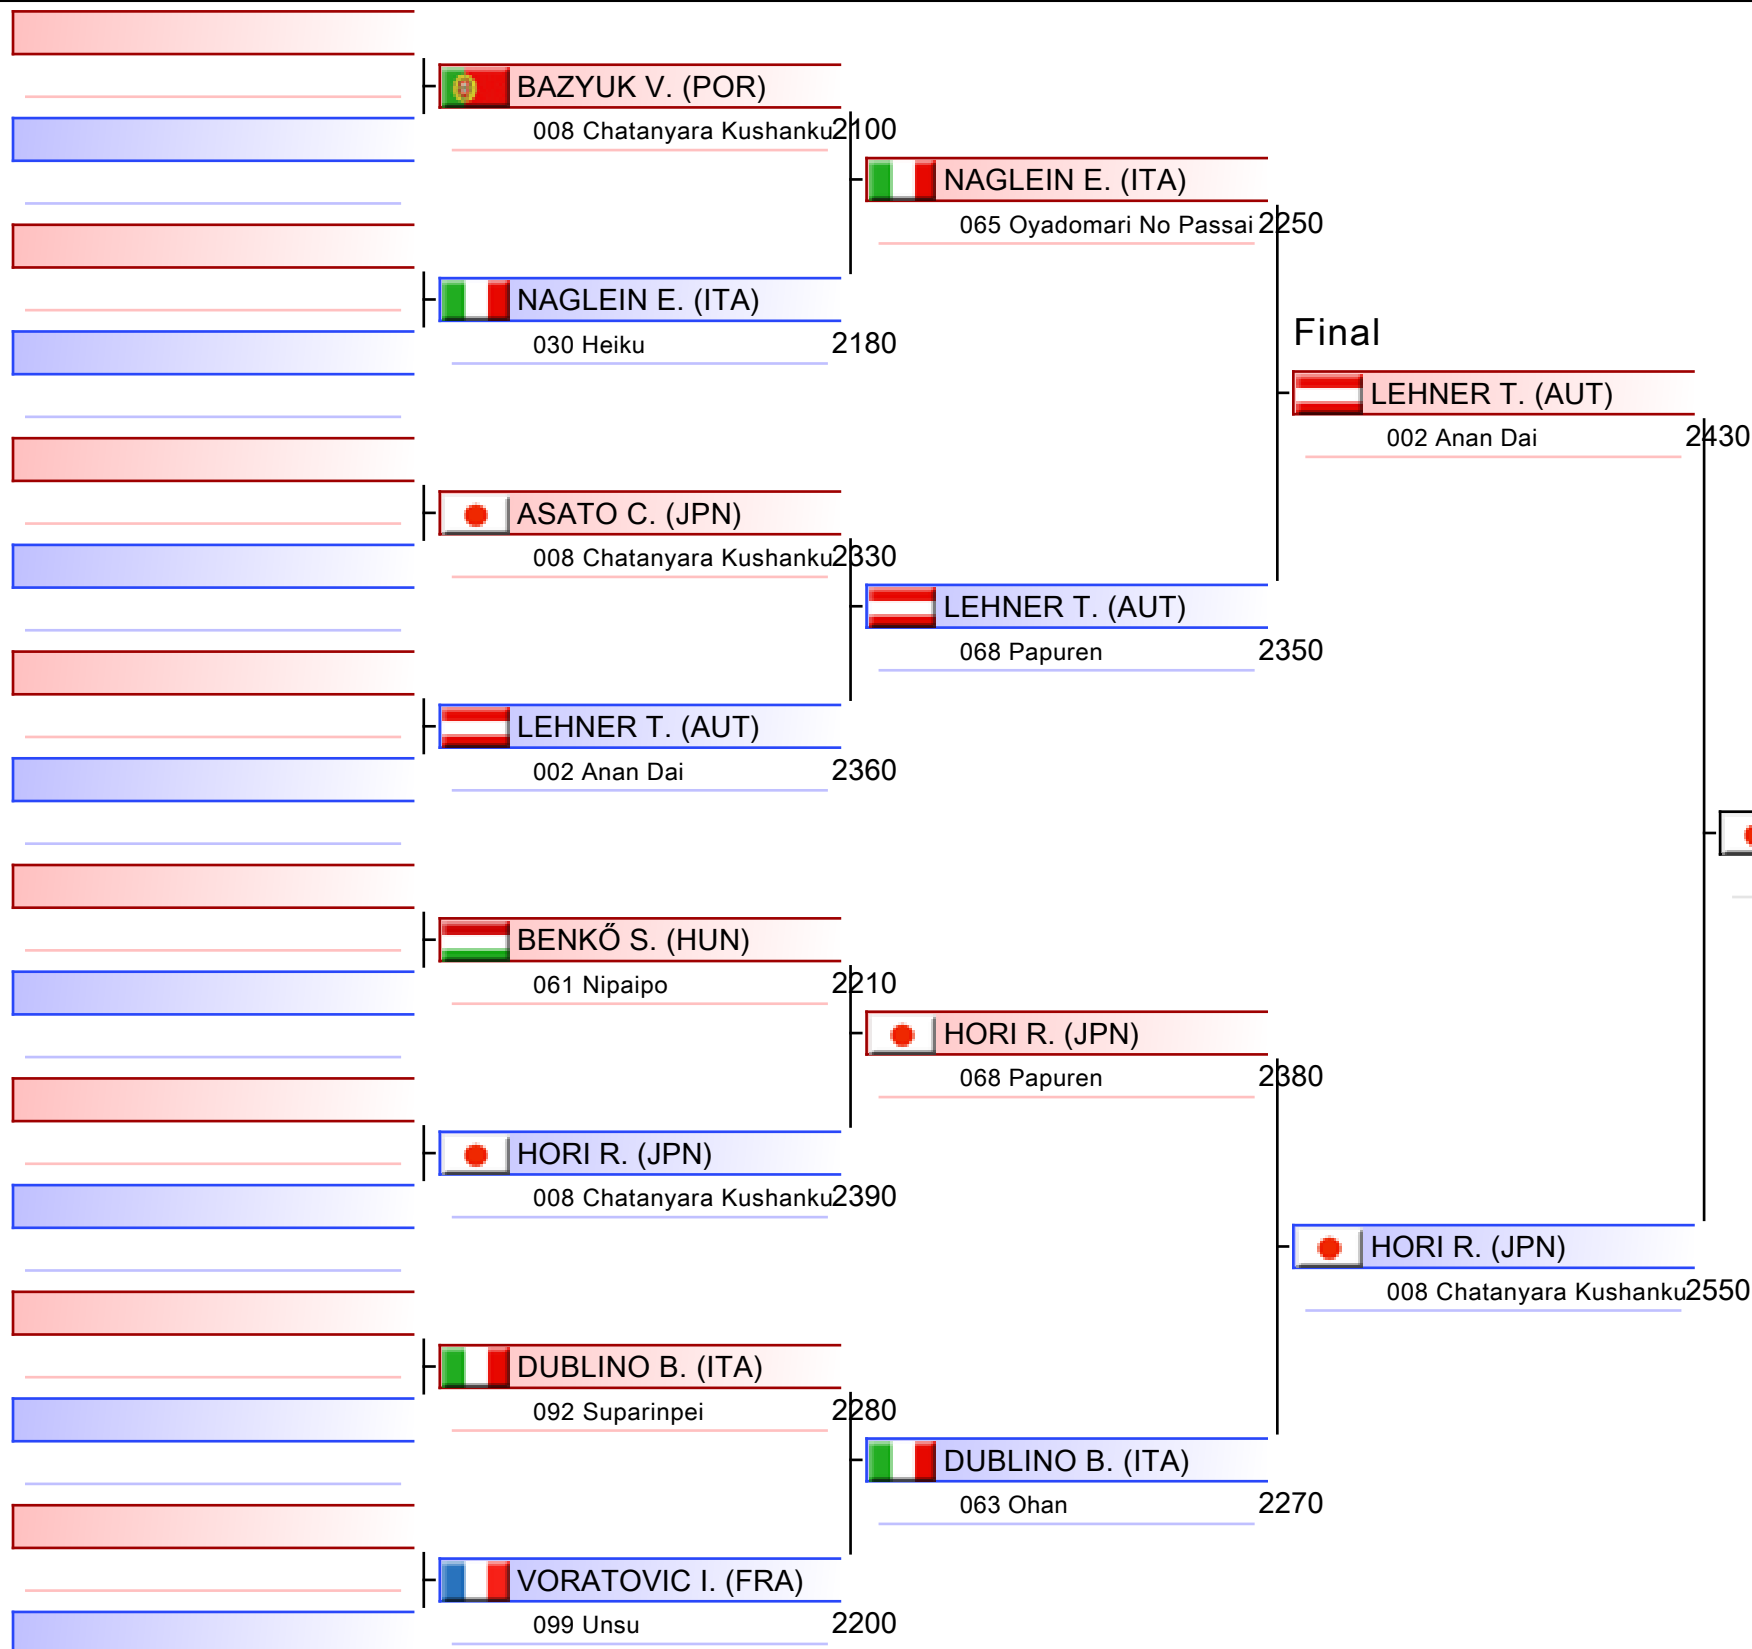 BAZYUK V. (POR)
008 Chatanyara Kushanku 2100
NAGLEIN E. (ITA)
065 Oyadomari No Passai 2250
NAGLEIN E. (ITA)
030 Heiku 2180
Final
LEHNER T. (AUT)
002 Anan Dai 2430
ASATO C. (JPN)
008 Chatanyara Kushanku 2330
LEHNER T. (AUT)
068 Papuren 2350
LEHNER T. (AUT)
002 Anan Dai 2360
BENKŐ S. (HUN)
061 Nipaipo 2210
HORI R. (JPN)
068 Papuren 2380
HORI R. (JPN)
008 Chatanyara Kushanku 2390
HORI R. (JPN)
008 Chatanyara Kushanku 2550
DUBLINO B. (ITA)
092 Suparinpei 2280
DUBLINO B. (ITA)
063 Ohan 2270
VORATOVIC I. (FRA)
099 Unsu 2200